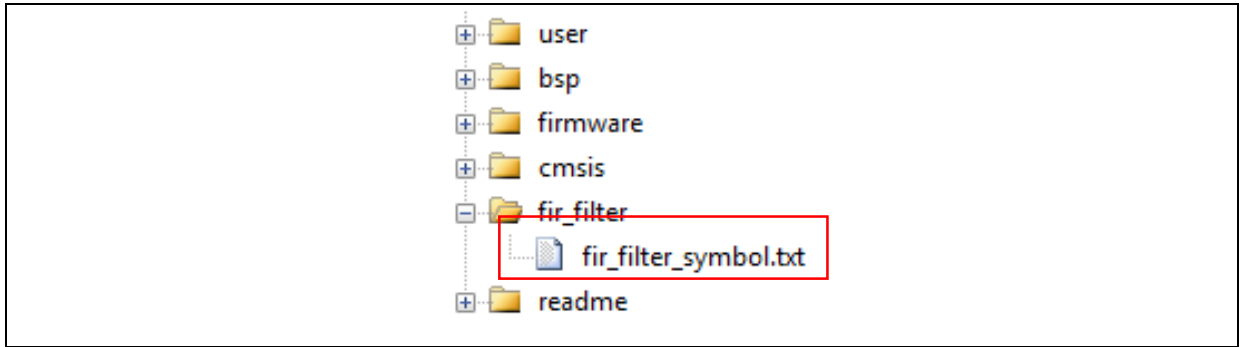 user
bsp
firmware
cmsis
fir_filter
fir_filter_symbol.txt
readme